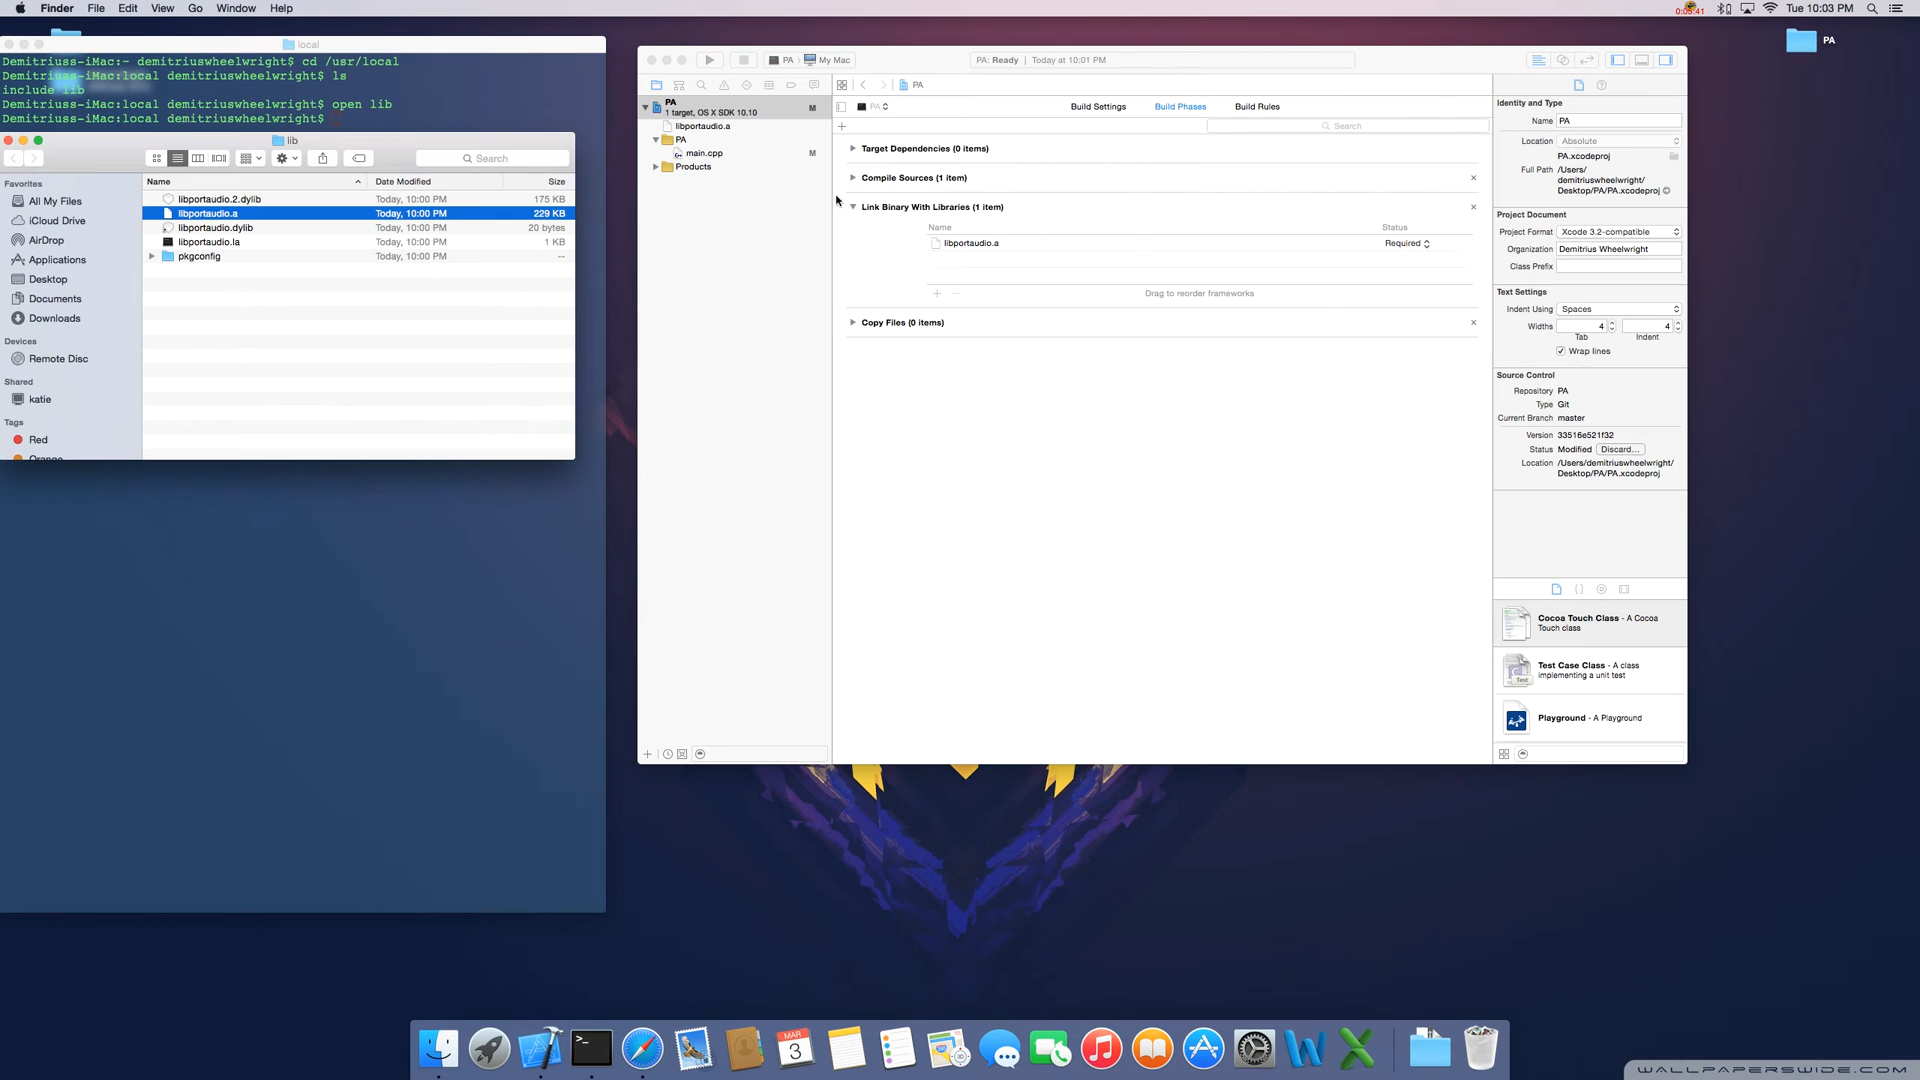 Finder File Edit View Go Window Help
0:05:41 Tue 10:03 PM
local
Demitriuss-iMac:~ demitriuswheelwright$ cd /usr/local
Demitriuss-iMac:local demitriuswheelwright$ ls
include lib
Demitriuss-iMac:local demitriuswheelwright$ open lib
Demitriuss-iMac:local demitriuswheelwright$
lib
Search
Favorites
All My Files
iCloud Drive
AirDrop
Applications
Desktop
Documents
Downloads
Devices
Remote Disc
Shared
katie
Tags
Red
Orange
Name Date Modified Size
libportaudio.2.dylib Today, 10:00 PM 175 KB
libportaudio.a Today, 10:00 PM 229 KB
libportaudio.dylib Today, 10:00 PM 20 bytes
libportaudio.la Today, 10:00 PM 1 KB
pkgconfig Today, 10:00 PM --
PA My Mac
PA: Ready | Today at 10:01 PM
PA
PA
1 target, OS X SDK 10.10
M
libportaudio.a
PA
main.cpp M
Products
PA
Build Settings Build Phases Build Rules
Search
Target Dependencies (0 items)
Compile Sources (1 item)
Link Binary With Libraries (1 item)
Name Status
libportaudio.a Required
Drag to reorder frameworks
Copy Files (0 items)
Identity and Type
Name PA
Location Absolute
PA.xcodeproj
Full Path /Users/
demitriuswheelwright/
Desktop/PA/PA.xcodeproj
Project Document
Project Format Xcode 3.2-compatible
Organization Demitrius Wheelwright
Class Prefix
Text Settings
Indent Using Spaces
Widths 4 4
Tab Indent
Wrap lines
Source Control
Repository PA
Type Git
Current Branch master
Version 33516e521f32
Status Modified Discard...
Location /Users/demitriuswheelwright/
Desktop/PA/PA.xcodeproj
Cocoa Touch Class - A Cocoa
Touch class
Test Case Class - A class
implementing a unit test
Test
Playground - A Playground
PA
MAR
3
3D
WALLPAPERSWIDE.COM